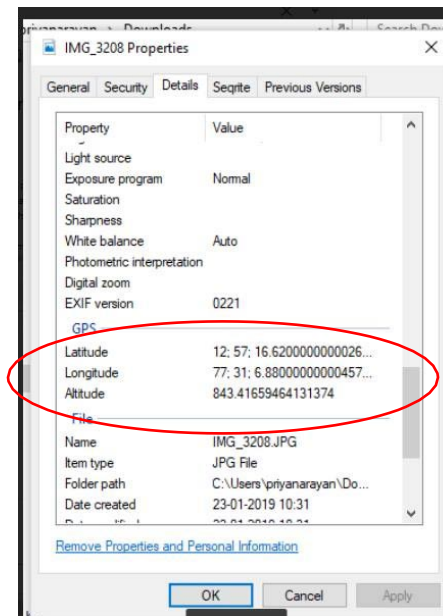 priyanarayan > Downloads
Search Dow
IMG_3208 Properties
General Security Details Seqrite Previous Versions
Property Value
Light source
Exposure program Normal
Saturation
Sharpness
White balance Auto
Photometric interpretation
Digital zoom
EXIF version 0221
GPS
Latitude 12; 57; 16.6200000000026...
Longitude 77; 31; 6.88000000000457...
Altitude 843.41659464131374
File
Name IMG_3208.JPG
Item type JPG File
Folder path C:\Users\priyanarayan\Do...
Date created 23-01-2019 10:31
Remove Properties and Personal Information
OK Cancel Apply